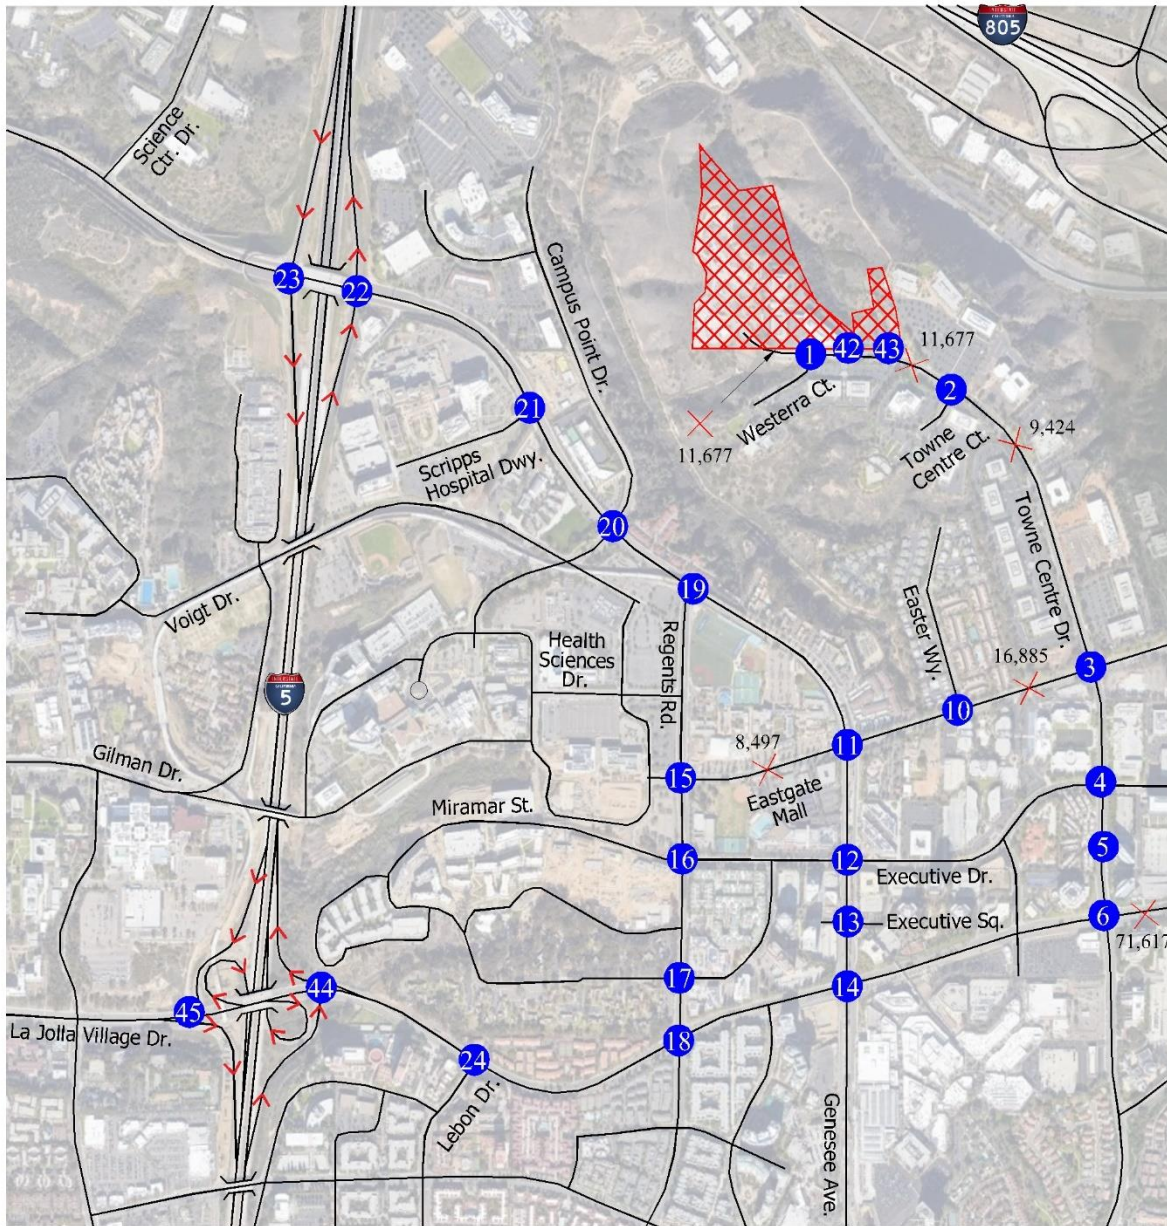 805
Science
Ctr. Dr.
Campus Point Dr.
23
22
1
42
43
11,677
2
Westerra Ct.
21
11,677
9,424
Towne
Centre Ct.
Scripps
Hospital Dwy.
Towne Centre Dr.
20
19
Voigt Dr.
Easter Wy.
Health
Sciences
Dr.
Regents Rd.
3
16,885
INTERSTATE
5
10
11
8,497
Gilman Dr.
15
Eastgate
Mall
4
Miramar St.
16
12
5
Executive Dr.
13
Executive Sq.
6
71,617
17
14
44
45
La Jolla Village Dr.
18
24
Lebon Dr.
Genesee Ave.